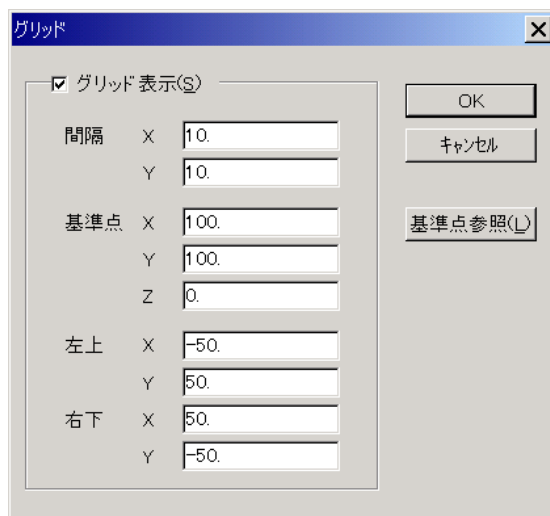 グリッド
グリッド表示(S)
OK
間隔 X 10.
キャンセル
Y 10.
基準点 X 100.
基準点参照(L)
Y 100.
Z 0.
左上 X -50.
Y 50.
右下 X 50.
Y -50.